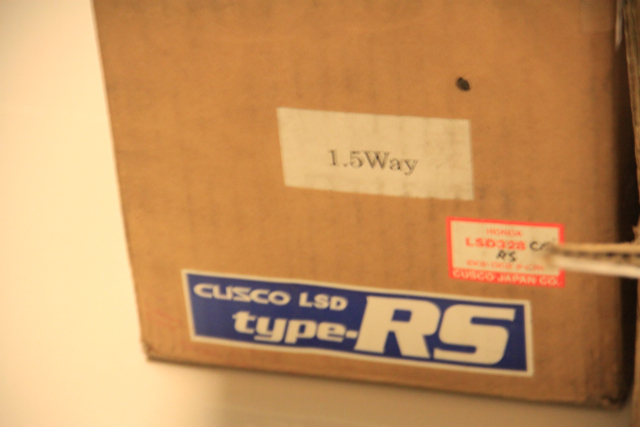 1.5Way
HONDA
LSD328
RS
CUSCO JAPAN CO.
CUSCO LSD
type-RS